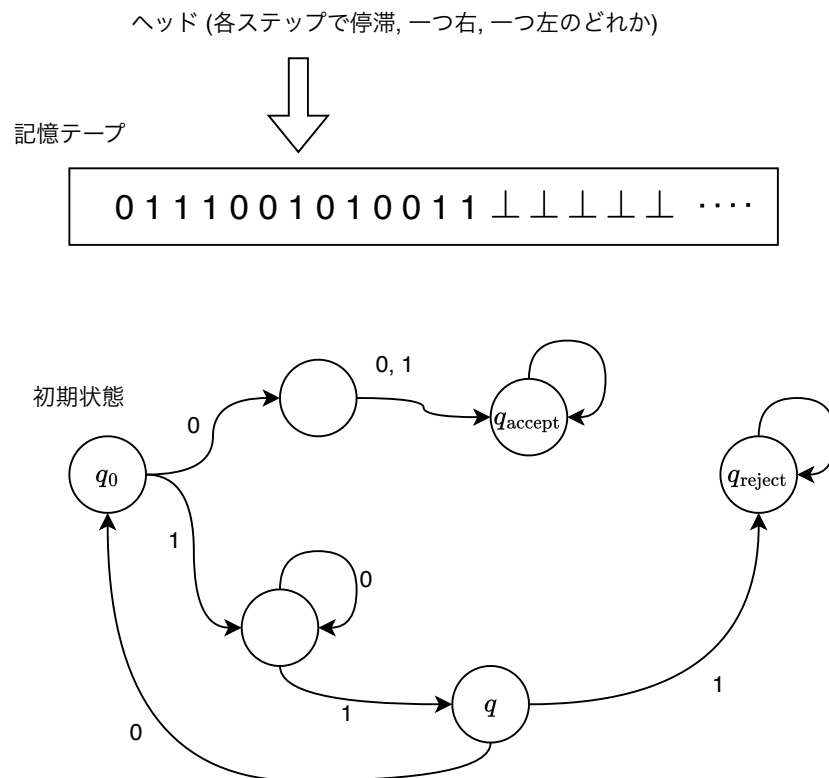 ヘッド (各ステップで停滞, 一つ右, 一つ左のどれか)
記憶テープ
0 1 1 1 0 0 1 0 1 0 0 1 1 ⊥ ⊥ ⊥ ⊥ ⊥ ····
0, 1
初期状態
q_accept
0
q_0
q_reject
1
0
1
q
1
0